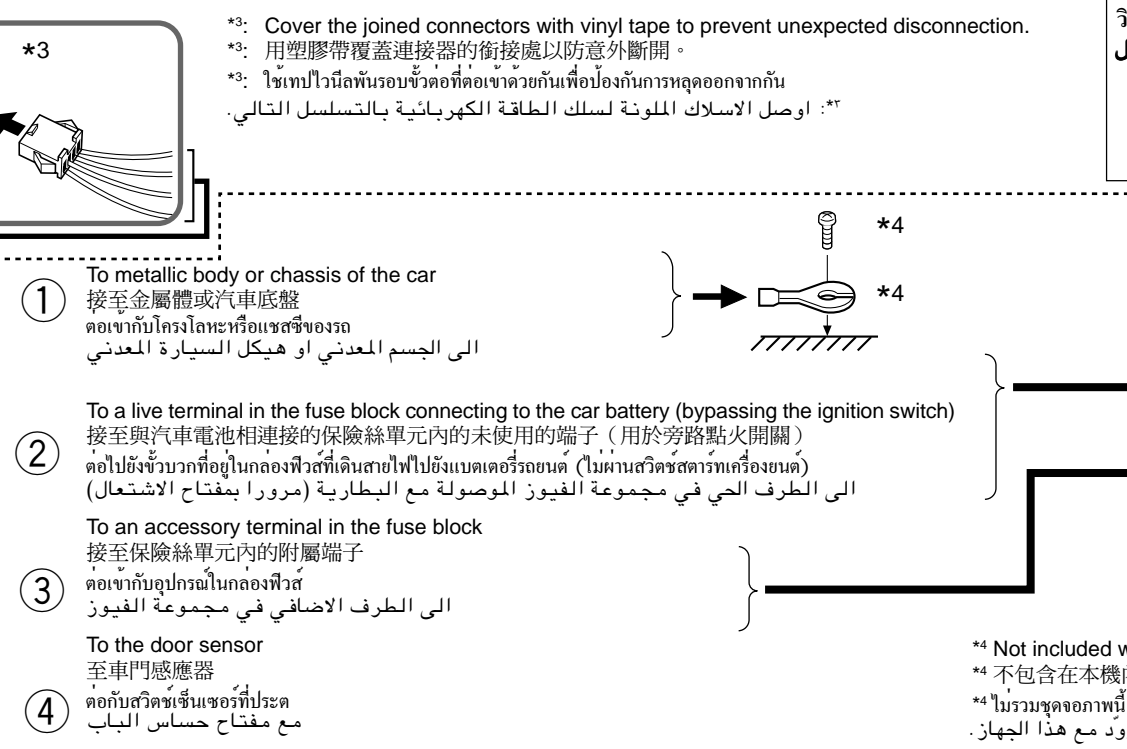 *3
*3: Cover the joined connectors with vinyl tape to prevent unexpected disconnection.
*3: 用塑膠帶覆蓋連接器的銜接處以防意外斷開。
*3: ใช้เทปไวนีลพันรอบขั้วต่อที่ต่อเข้าด้วยกันเพื่อป้องกันการหลุดออกจากกัน
*٣: اوصل الاسلاك الملونة لسلك الطاقة الكهربائية بالتسلسل التالي.
*4
*4
1
To metallic body or chassis of the car
接至金屬體或汽車底盤
ต่อเข้ากับโครงโลหะหรือแชสซีของรถ
الى الجسم المعدني او هيكل السيارة المعدني
2
To a live terminal in the fuse block connecting to the car battery (bypassing the ignition switch)
接至與汽車電池相連接的保險絲單元內的未使用的端子（用於旁路點火開關）
ต่อไปยังขั้วบวกที่อยู่ในกล่องฟิวส์ที่เดินสายไฟไปยังแบตเตอรี่รถยนต์ (ไม่ผ่านสวิตช์สตาร์ทเครื่องยนต์)
الى الطرف الحي في مجموعة الفيوز الموصولة مع البطارية (مرورا بمفتاح الاشتعال)
3
To an accessory terminal in the fuse block
接至保險絲單元內的附屬端子
ต่อเข้ากับอุปกรณ์ในกล่องฟิวส์
الى الطرف الاضافي في مجموعة الفيوز
4
To the door sensor
至車門感應器
ต่อกับสวิตช์เซ็นเซอร์ที่ประต
مع مفتاح حساس الباب
*4 Not included
*4 不包含在本機
*4 ไม่รวมชุดจอภาพนี้
مع هذا الجهاز.